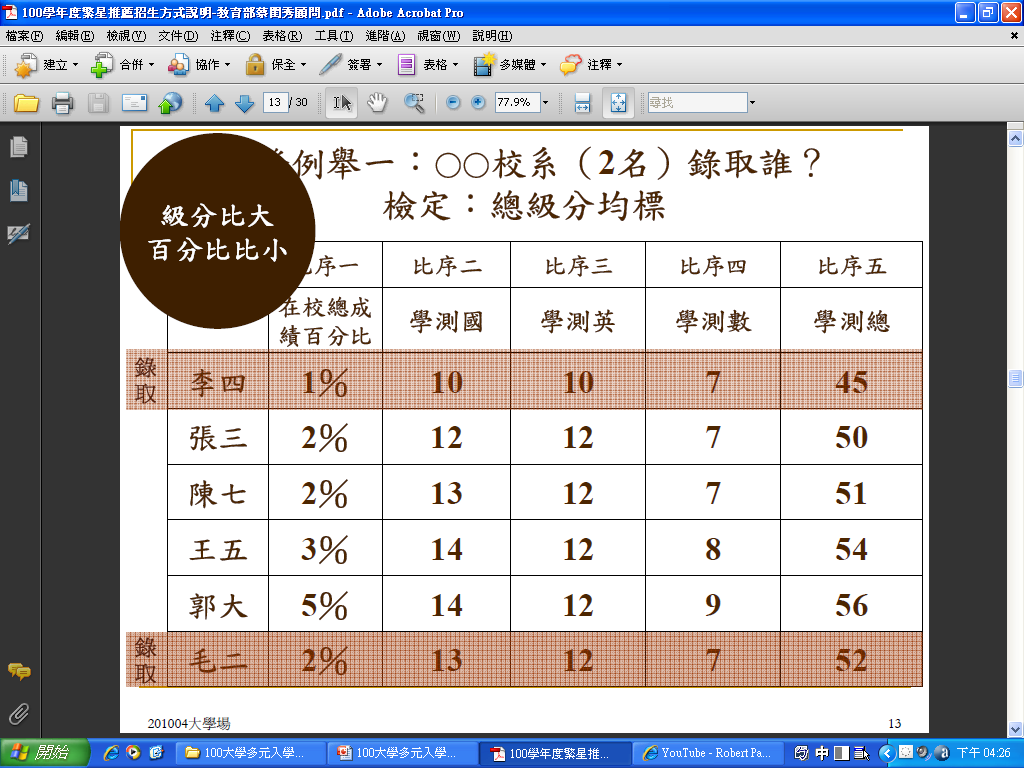 100學年度繁星推薦招生方式說明-教育部蔡閨秀顧問.pdf - Adobe Acrobat Pro
檔案(F) 編輯(E) 檢視(V) 文件(D) 注釋(C) 表格(R) 工具(T) 進階(A) 視窗(W) 說明(H)
建立 合併 協作 保全 簽署 表格 多媒體 注釋
13 / 30 77.9% 尋找
例舉一：○○校系（2名）錄取誰？
檢定：總級分均標
級分比大
百分比比小
序一 比序二 比序三 比序四 比序五
在校總成績百分比 學測國 學測英 學測數 學測總
錄取 李四 1% 10 10 7 45
張三 2% 12 12 7 50
陳七 2% 13 12 7 51
王五 3% 14 12 8 54
郭大 5% 14 12 9 56
錄取 毛二 2% 13 12 7 52
201004大學場 13
開始 100大學多元入學... 100大學多元入學... 100學年度繁星推... YouTube - Robert Pa... 中 下午 04:26